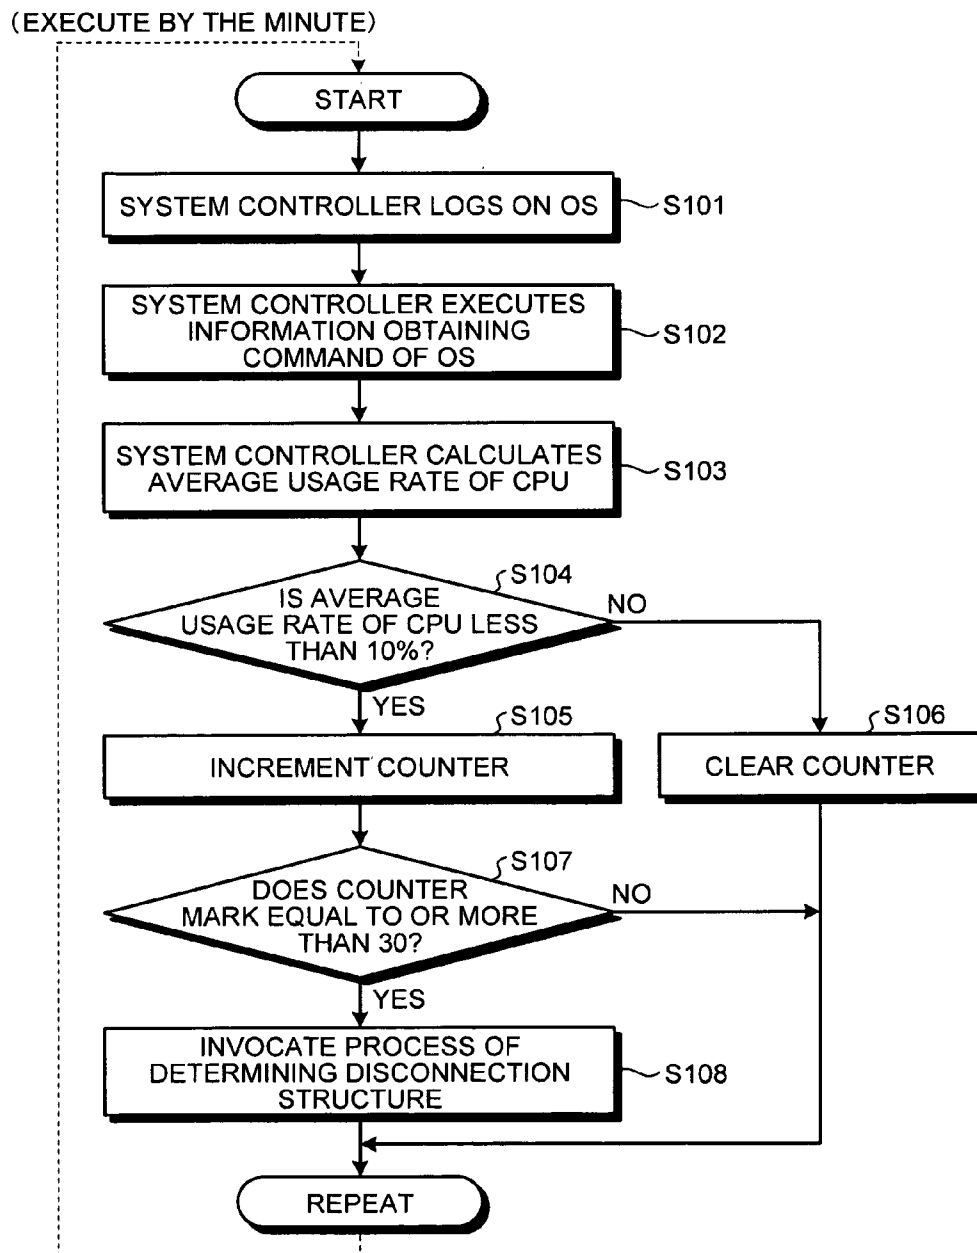 (EXECUTE BY THE MINUTE)
START
SYSTEM CONTROLLER LOGS ON OS
S101
SYSTEM CONTROLLER EXECUTES
INFORMATION OBTAINING
COMMAND OF OS
S102
SYSTEM CONTROLLER CALCULATES
AVERAGE USAGE RATE OF CPU
S103
S104
IS AVERAGE
USAGE RATE OF CPU LESS
THAN 10%?
NO
YES
S105
INCREMENT COUNTER
S106
CLEAR COUNTER
S107
DOES COUNTER
MARK EQUAL TO OR MORE
THAN 30?
NO
YES
INVOCATE PROCESS OF
DETERMINING DISCONNECTION
STRUCTURE
S108
REPEAT